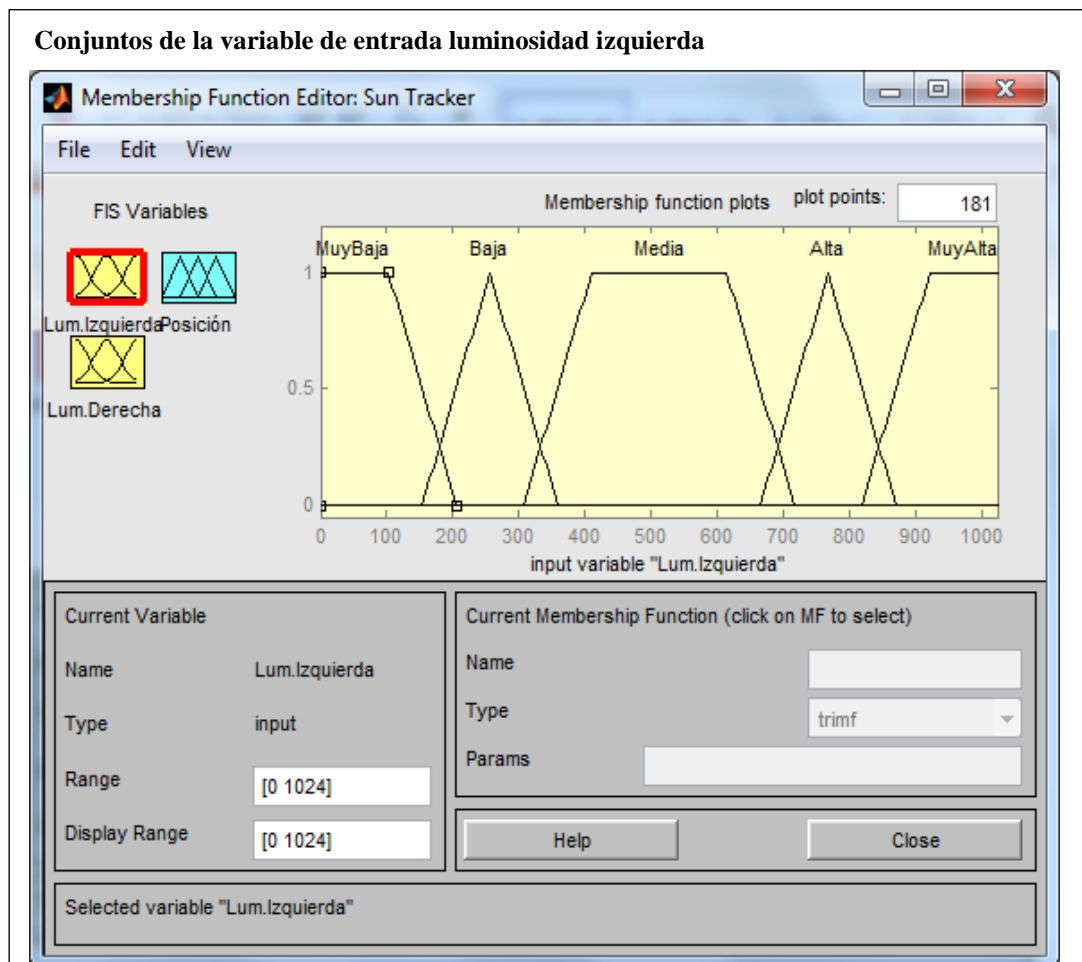 Conjuntos de la variable de entrada luminosidad izquierda
Membership Function Editor: Sun Tracker
File Edit View
FIS Variables
Membership function plots plot points: 181
Lum.Izquierda
Posición
Lum.Derecha
MuyBaja Baja Media Alta MuyAlta
1
0.5
0
0 100 200 300 400 500 600 700 800 900 1000
input variable "Lum.Izquierda"
Current Variable
Name Lum.Izquierda
Type input
Range [0 1024]
Display Range [0 1024]
Current Membership Function (click on MF to select)
Name
Type trimf
Params
Help Close
Selected variable "Lum.Izquierda"